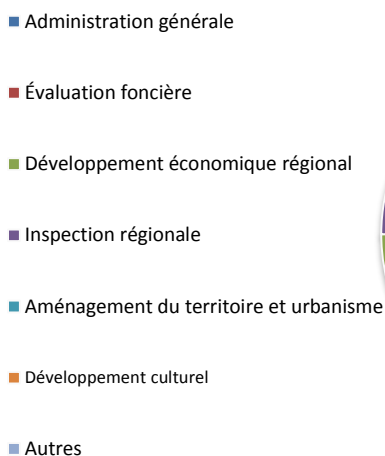 Administration générale
Évaluation foncière
Développement économique régional
Inspection régionale
Aménagement du territoire et urbanisme
Développement culturel
Autres